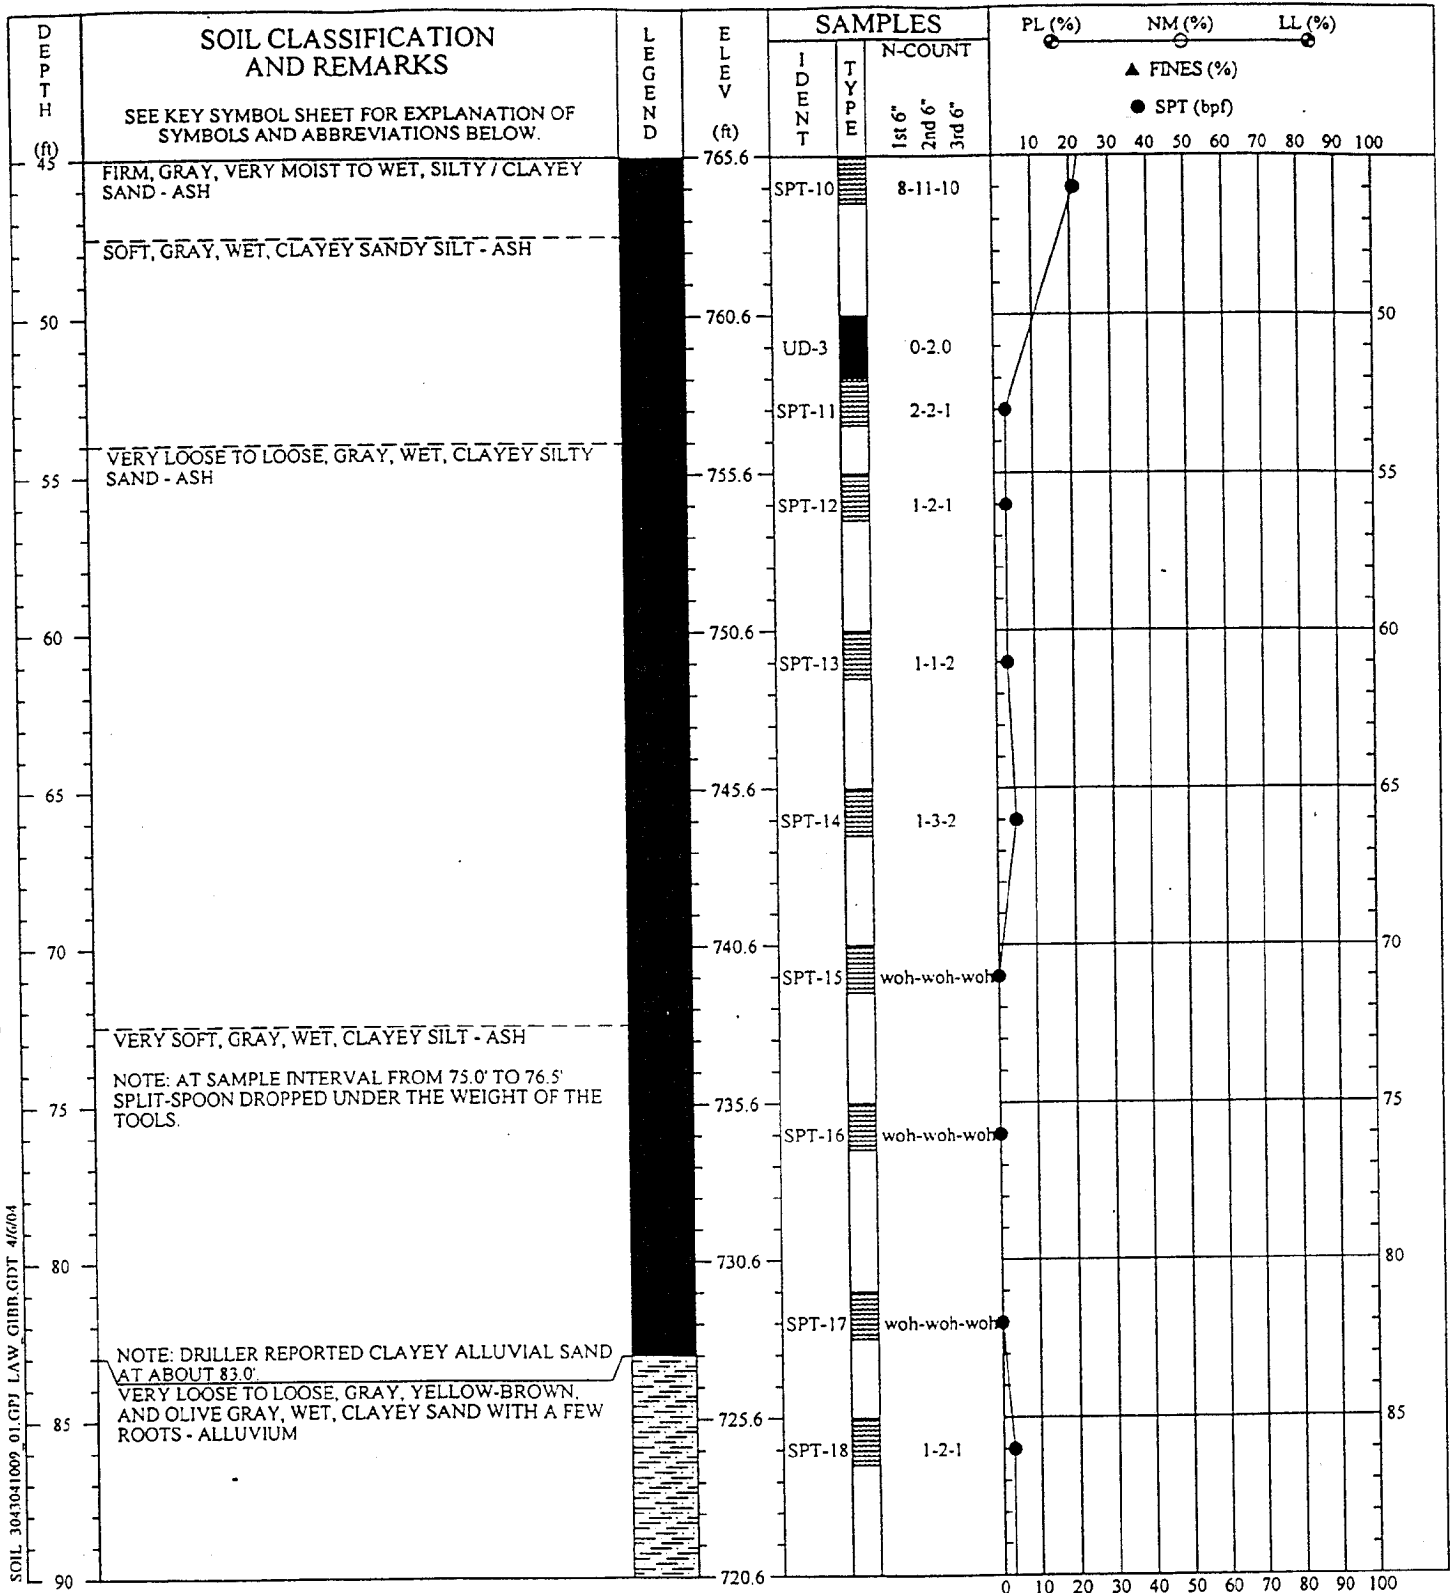 DEPTH
(ft)
SOIL CLASSIFICATION
AND REMARKS
SEE KEY SYMBOL SHEET FOR EXPLANATION OF
SYMBOLS AND ABBREVIATIONS BELOW.
LEGEND
ELEV
(ft)
SAMPLES
IDENT
TYPE
N-COUNT
1st 6"
2nd 6"
3rd 6"
PL (%) NM (%) LL (%)
▲ FINES (%)
● SPT (bpf)
10 20 30 40 50 60 70 80 90 100
45
FIRM, GRAY, VERY MOIST TO WET, SILTY / CLAYEY
SAND - ASH
765.6
SPT-10 8-11-10
SOFT, GRAY, WET, CLAYEY SANDY SILT - ASH
50 760.6 50
UD-3 0-2.0
SPT-11 2-2-1
VERY LOOSE TO LOOSE, GRAY, WET, CLAYEY SILTY
SAND - ASH
55 755.6 55
SPT-12 1-2-1
60 750.6 60
SPT-13 1-1-2
65 745.6 65
SPT-14 1-3-2
70 740.6 70
SPT-15 woh-woh-woh
VERY SOFT, GRAY, WET, CLAYEY SILT - ASH
NOTE: AT SAMPLE INTERVAL FROM 75.0' TO 76.5'
SPLIT-SPOON DROPPED UNDER THE WEIGHT OF THE
TOOLS.
75 735.6 75
SPT-16 woh-woh-woh
80 730.6 80
SPT-17 woh-woh-woh
NOTE: DRILLER REPORTED CLAYEY ALLUVIAL SAND
AT ABOUT 83.0'.
VERY LOOSE TO LOOSE, GRAY, YELLOW-BROWN,
AND OLIVE GRAY, WET, CLAYEY SAND WITH A FEW
ROOTS - ALLUVIUM
85 725.6 85
SPT-18 1-2-1
90 720.6
0 10 20 30 40 50 60 70 80 90 100
SOIL 3043041009_01.GPJ LAW_GIBB.GDT 4/6/04